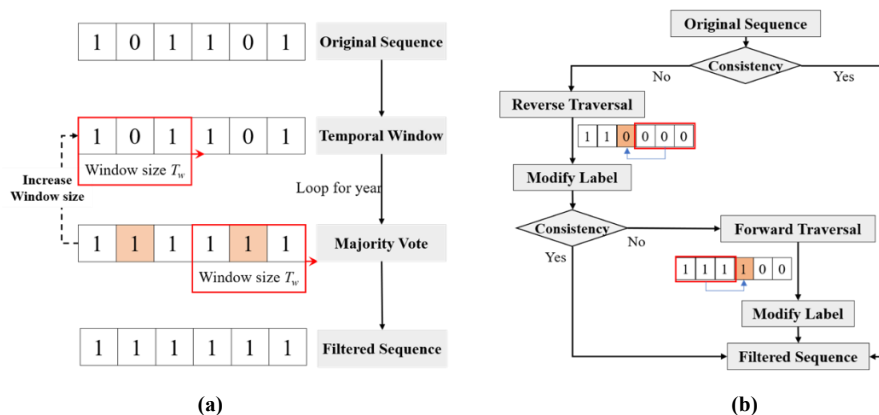 1 0 1 1 0 1
Original Sequence
1 0 1 1 0 1
Temporal Window
Window size T_w
Increase
Window size
Loop for year
1 1 1 1 1 1
Majority Vote
Window size T_w
1 1 1 1 1 1
Filtered Sequence
(a)
Original Sequence
Consistency
No
Yes
Reverse Traversal
1 1 0 0 0 0
Modify Label
Consistency
No
Yes
Forward Traversal
1 1 1 1 0 0
Modify Label
Filtered Sequence
(b)